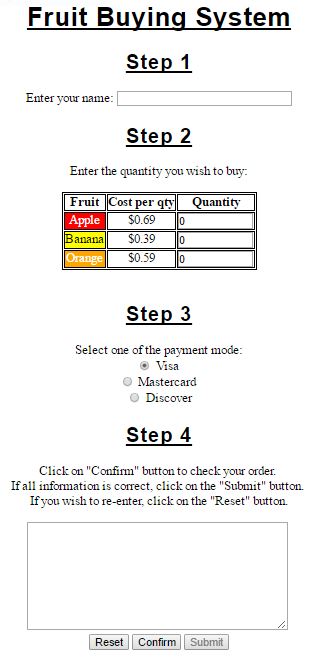 Fruit Buying System
Step 1
Enter your name:
Step 2
Enter the quantity you wish to buy:
Fruit Cost per qty Quantity
Apple $0.69 0
Banana $0.39 0
Orange $0.59 0
Step 3
Select one of the payment mode:
Visa
Mastercard
Discover
Step 4
Click on "Confirm" button to check your order.
If all information is correct, click on the "Submit" button.
If you wish to re-enter, click on the "Reset" button.
Reset Confirm Submit